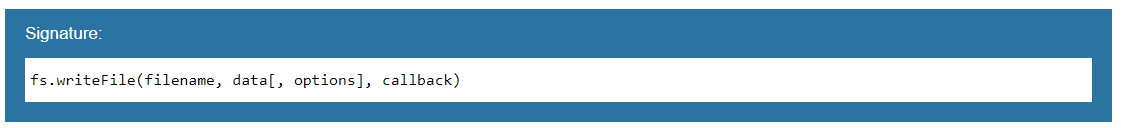 Signature:
fs.writeFile(filename, data[, options], callback)